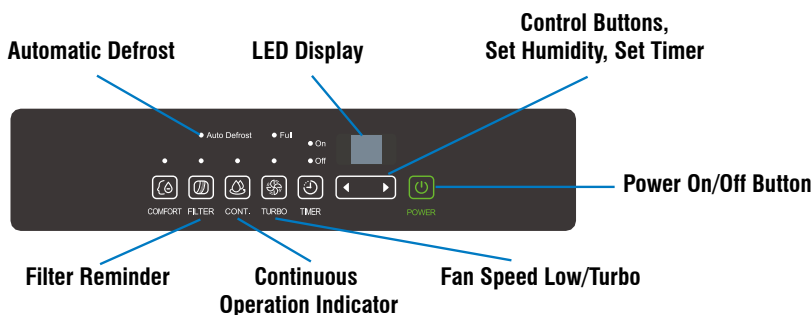 Control Buttons,
Set Humidity, Set Timer
Automatic Defrost
LED Display
Auto Defrost
Full
On
Off
COMFORT
FILTER
CONT.
TURBO
TIMER
POWER
Power On/Off Button
Filter Reminder
Continuous
Operation Indicator
Fan Speed Low/Turbo